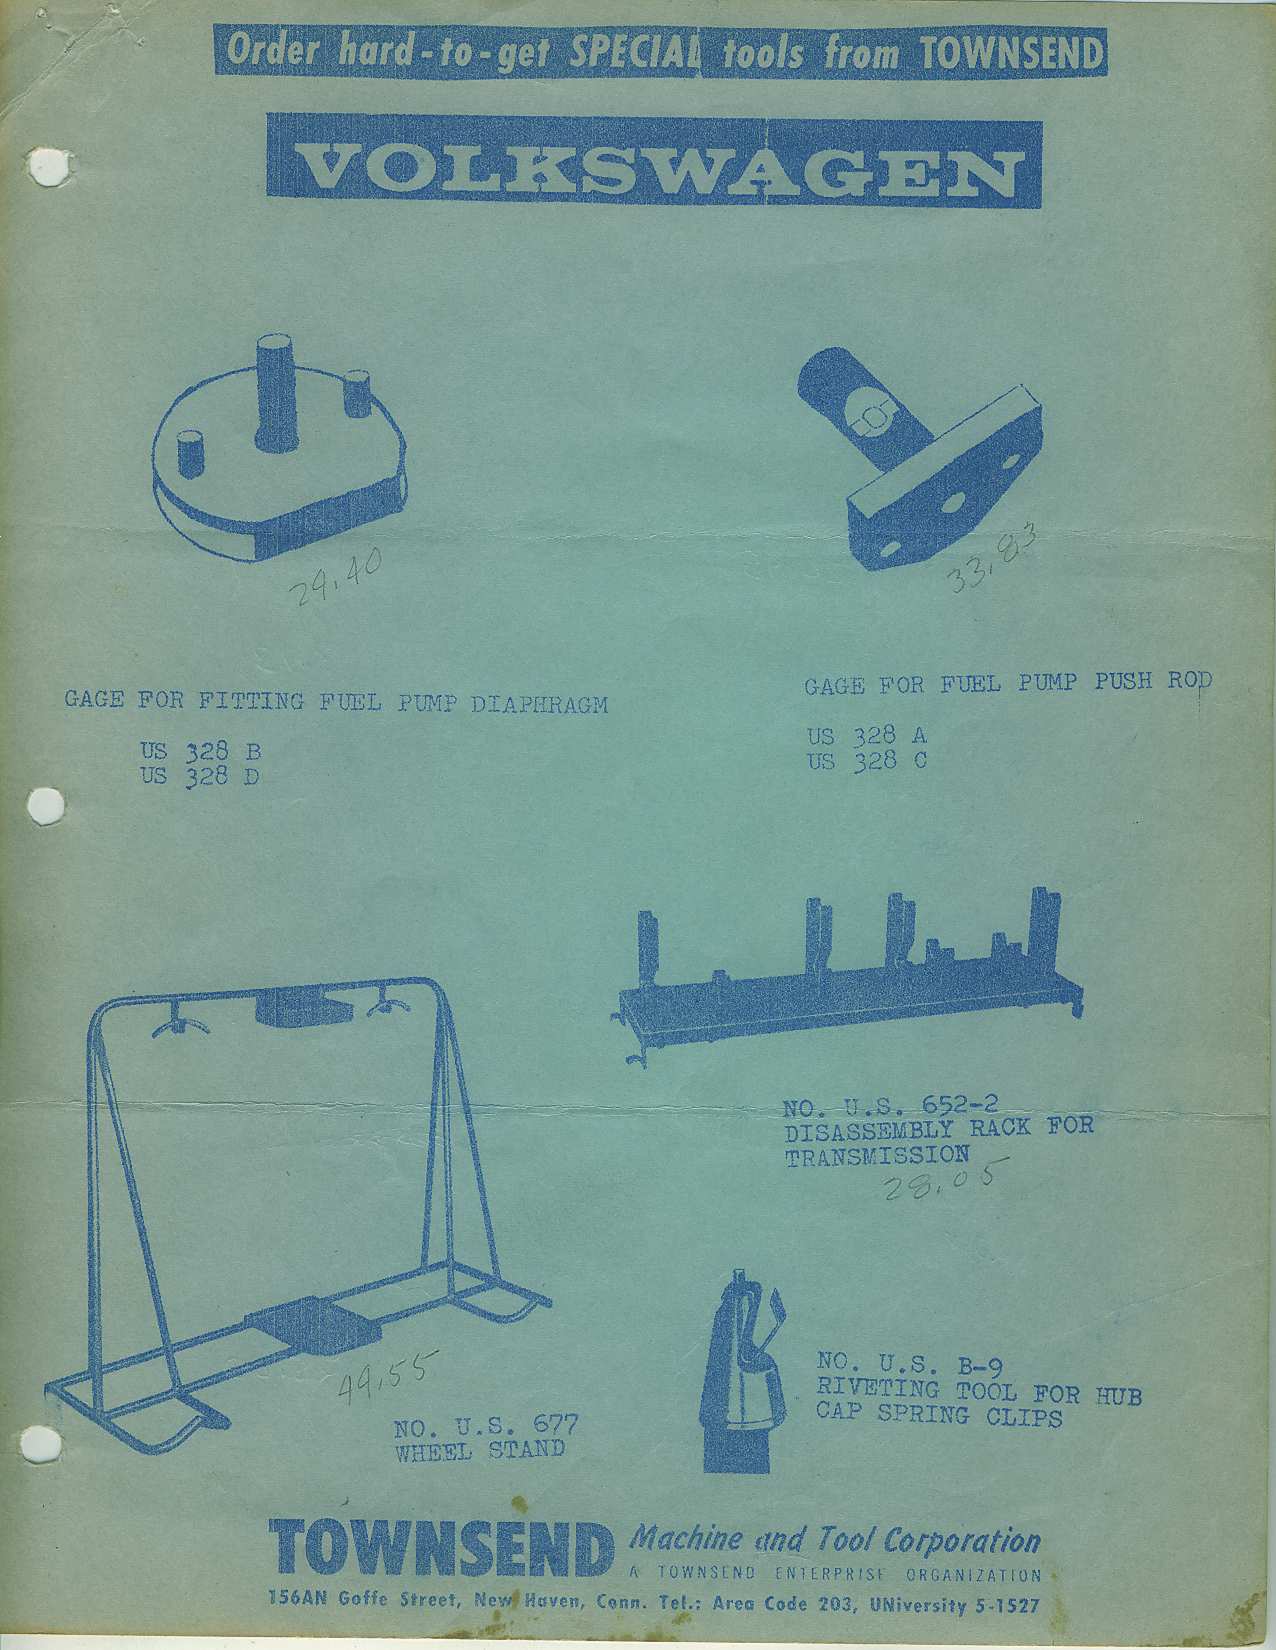 Order hard-to-get SPECIAL tools from TOWNSEND
VOLKSWAGEN
29.40
33.83
GAGE FOR FITTING FUEL PUMP DIAPHRAGM
US 328 B
US 328 D
GAGE FOR FUEL PUMP PUSH ROD
US 328 A
US 328 C
NO. U.S. 652-2
DISASSEMBLY RACK FOR
TRANSMISSION
28.05
49.55
NO. U.S. 677
WHEEL STAND
NO. U.S. B-9
RIVETING TOOL FOR HUB
CAP SPRING CLIPS
TOWNSEND Machine and Tool Corporation
A TOWNSEND ENTERPRISE ORGANIZATION
156AN Goffe Street, New Haven, Conn. Tel.: Area Code 203, UNiversity 5-1527